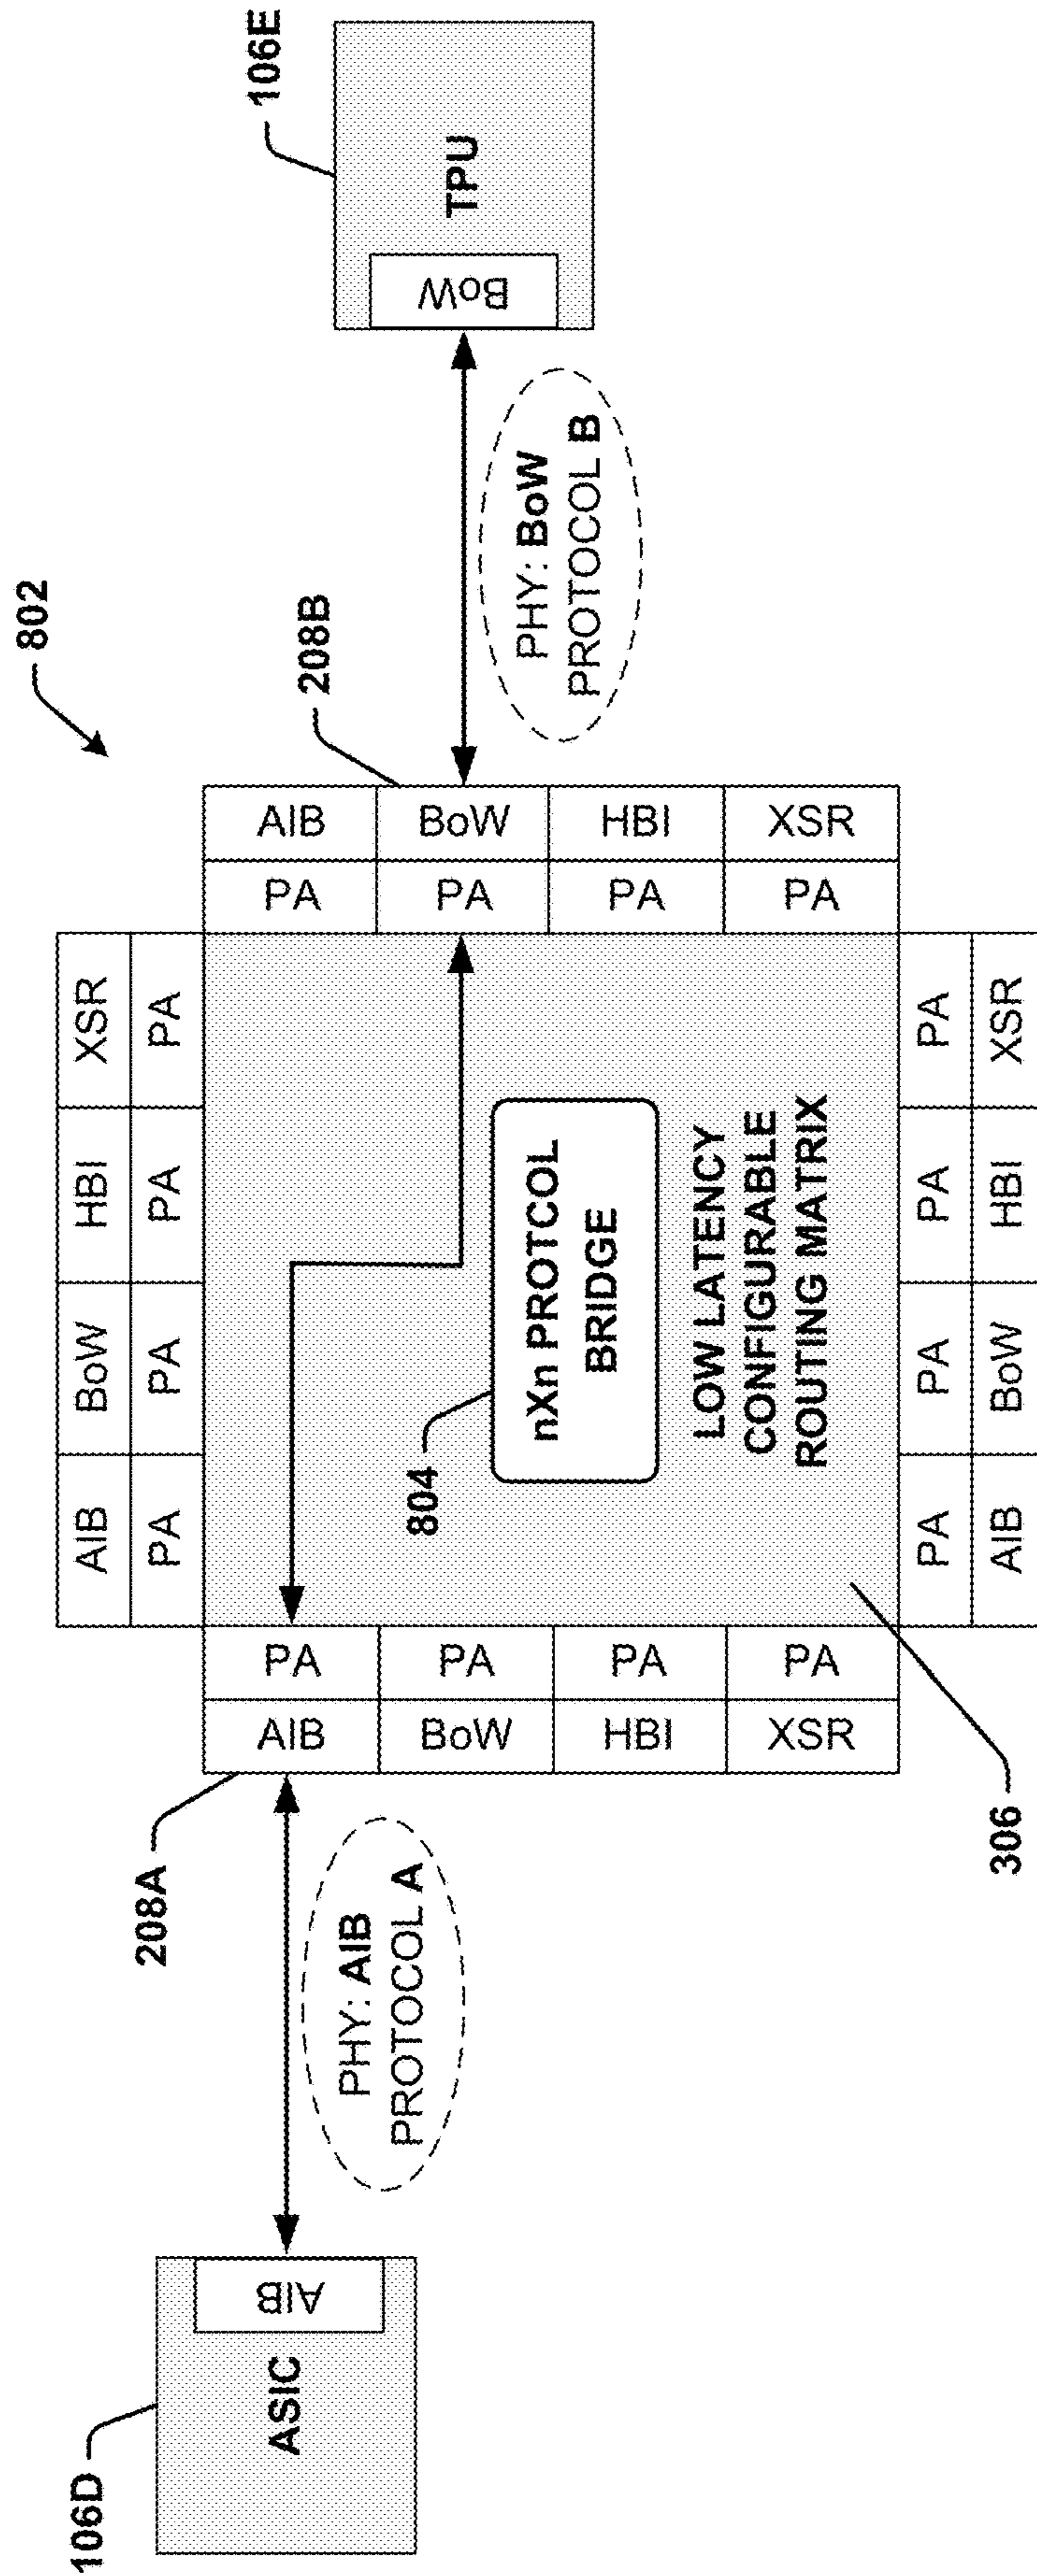 802
106D
ASIC
AIB
PHY: AIB
PROTOCOL A
208A
AIB BoW HBI XSR
PA PA PA PA
AIB PA
BoW PA
HBI PA
XSR PA
804
nXn PROTCOL
BRIDGE
LOW LATENCY
CONFIGURABLE
ROUTING MATRIX
PA AIB
PA BoW
PA HBI
PA XSR
PA PA PA PA
AIB BoW HBI XSR
306
208B
PHY: BoW
PROTOCOL B
BoW
TPU
106E